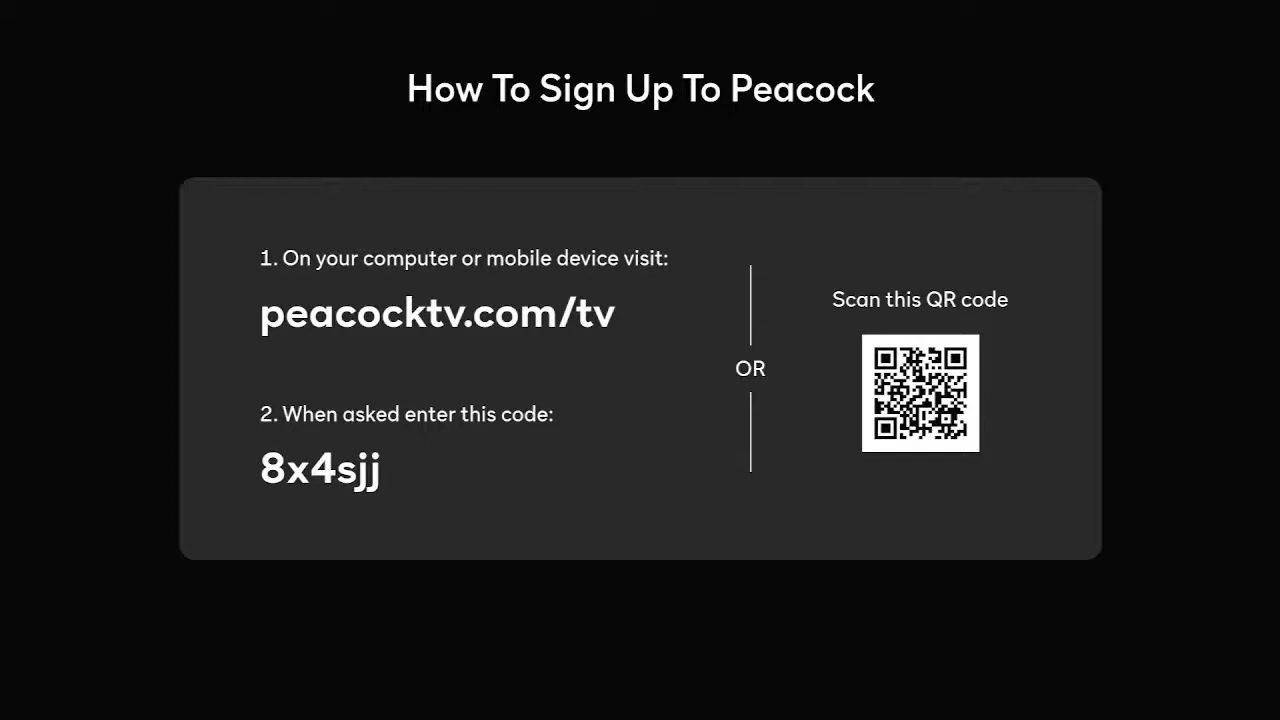 How To Sign Up To Peacock
1. On your computer or mobile device visit:
peacocktv.com/tv
2. When asked enter this code:
8x4sjj
OR
Scan this QR code